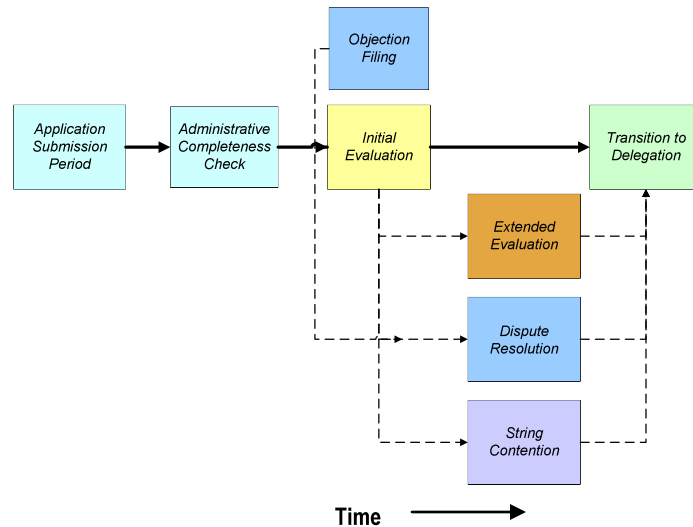 Objection
Filing
Application
Submission
Period
Administrative
Completeness
Check
Initial
Evaluation
Transition to
Delegation
Extended
Evaluation
Dispute
Resolution
String
Contention
Time